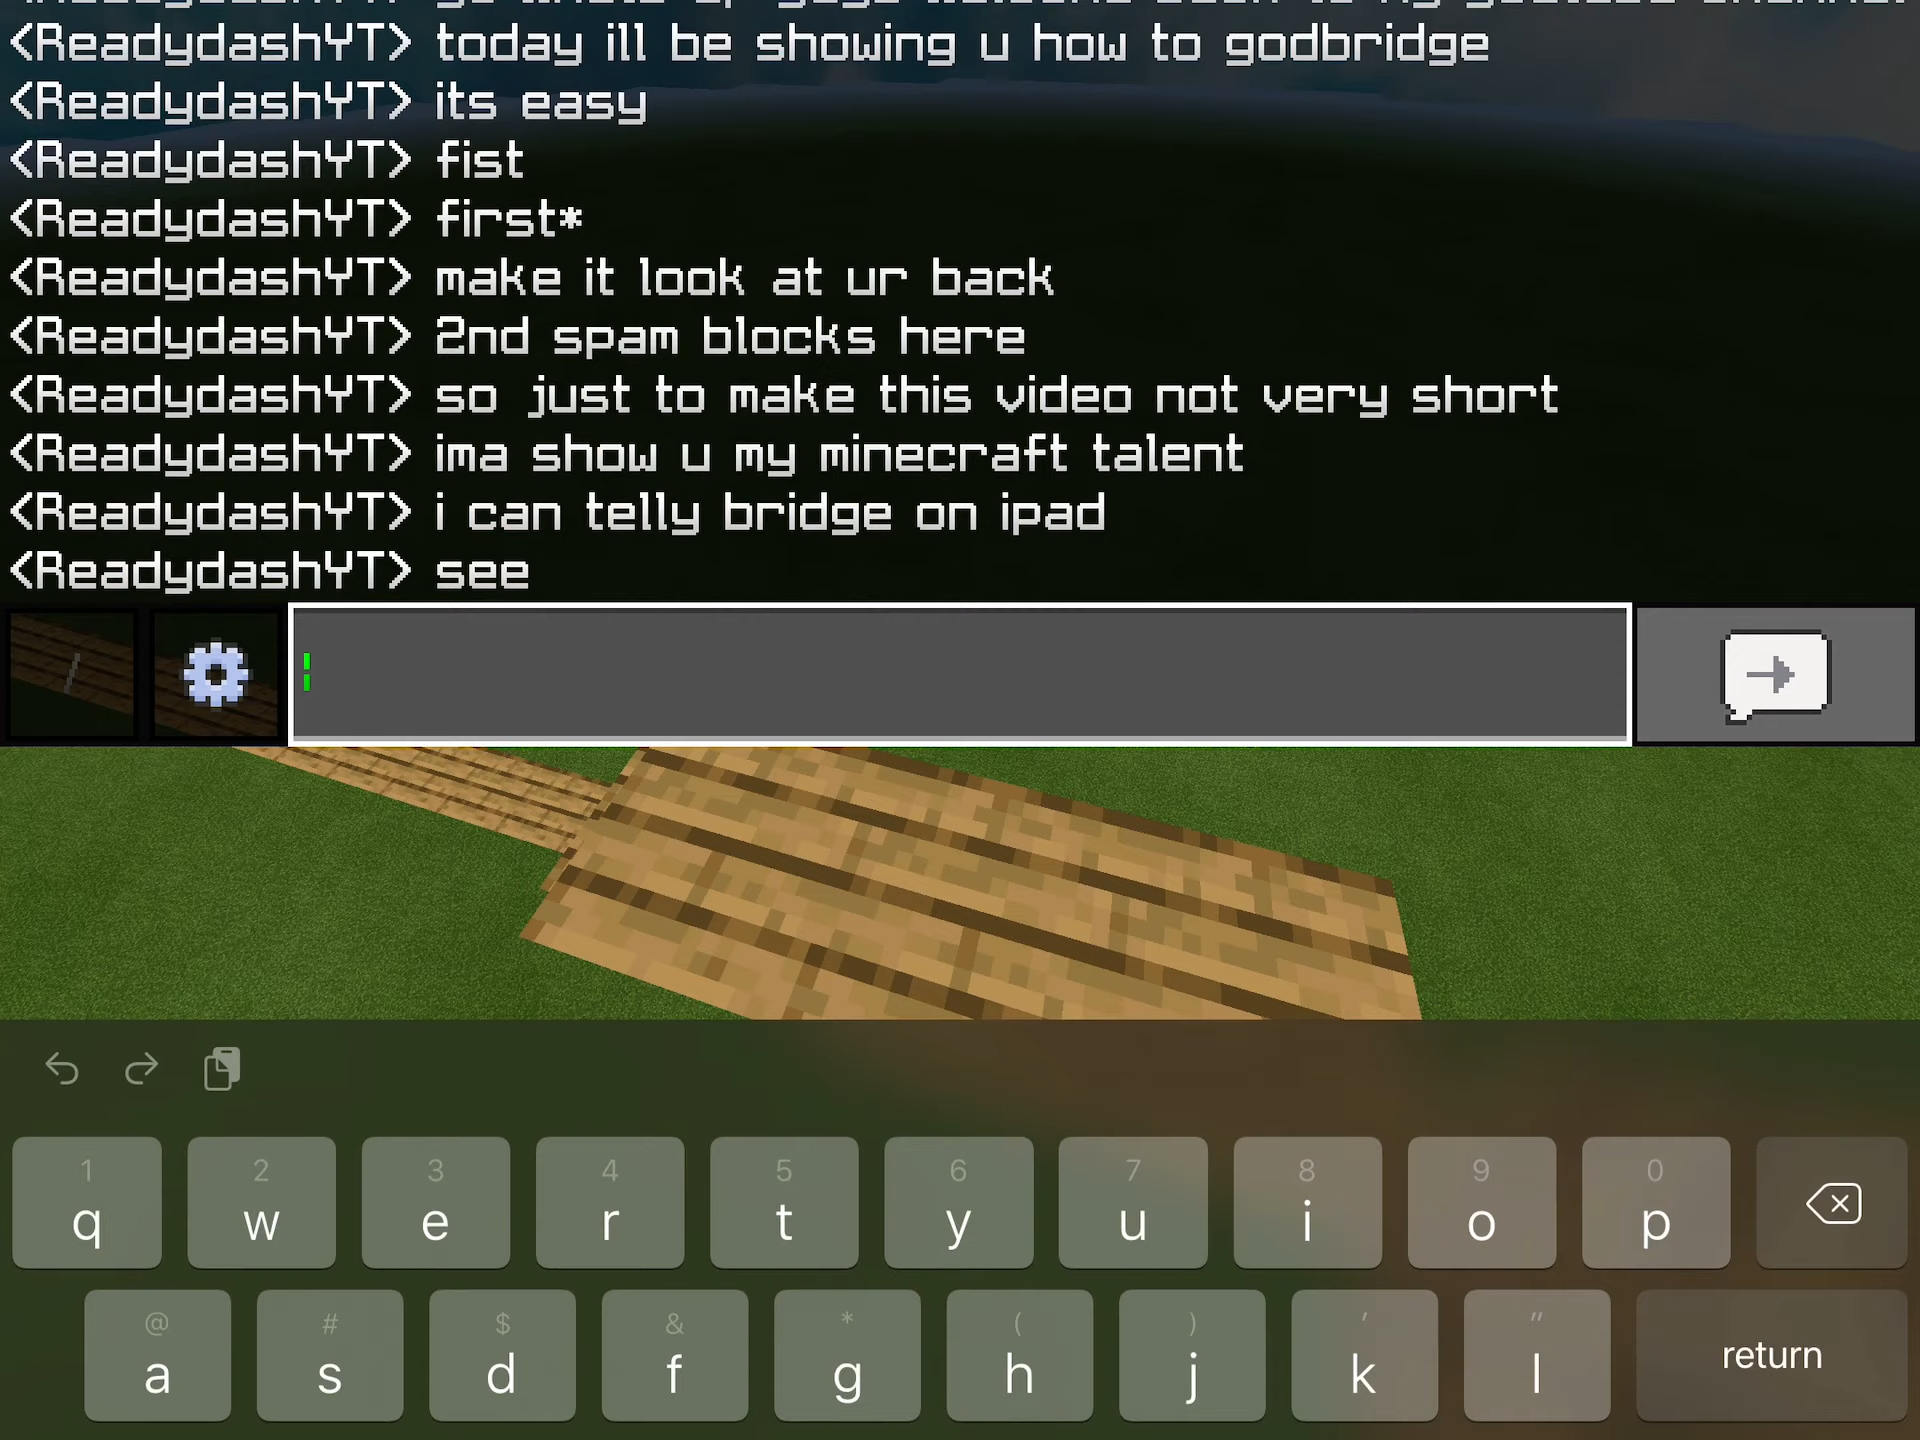 <ReadydashYT> today ill be showing u how to godbridge
<ReadydashYT> its easy
<ReadydashYT> fist
<ReadydashYT> first*
<ReadydashYT> make it look at ur back
<ReadydashYT> 2nd spam blocks here
<ReadydashYT> so just to make this video not very short
<ReadydashYT> ima show u my minecraft talent
<ReadydashYT> i can telly bridge on ipad
<ReadydashYT> see
/
1 2 3 4 5 6 7 8 9 0
q w e r t y u i o p
@ # $ & * ( ) ' "
a s d f g h j k l return